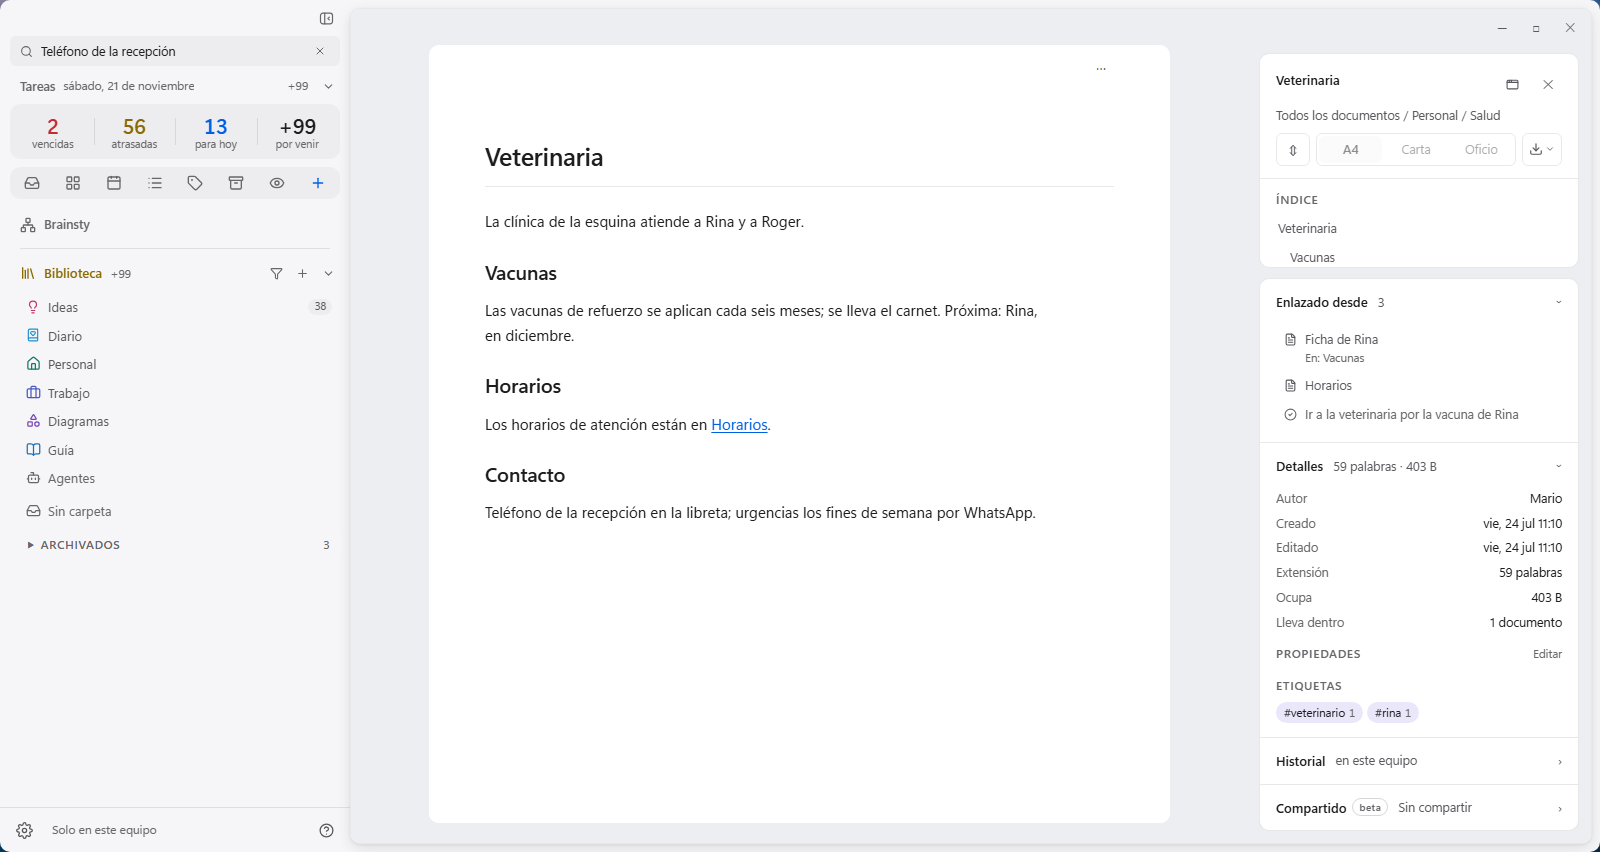 Teléfono de la recepción
Tareas sábado, 21 de noviembre +99
2 56 13 +99
vencidas atrasadas para hoy por venir
Brainsty
Biblioteca +99
Ideas 38
Diario
Personal
Trabajo
Diagramas
Guía
Agentes
Sin carpeta
ARCHIVADOS 3
Solo en este equipo
Veterinaria
La clínica de la esquina atiende a Rina y a Roger.
Vacunas
Las vacunas de refuerzo se aplican cada seis meses; se lleva el carnet. Próxima: Rina,
en diciembre.
Horarios
Los horarios de atención están en Horarios.
Contacto
Teléfono de la recepción en la libreta; urgencias los fines de semana por WhatsApp.
Veterinaria
Todos los documentos / Personal / Salud
A4 Carta Oficio
ÍNDICE
Veterinaria
Vacunas
Enlazado desde 3
Ficha de Rina
En: Vacunas
Horarios
Ir a la veterinaria por la vacuna de Rina
Detalles 59 palabras · 403 B
Autor Mario
Creado vie, 24 jul 11:10
Editado vie, 24 jul 11:10
Extensión 59 palabras
Ocupa 403 B
Lleva dentro 1 documento
PROPIEDADES Editar
ETIQUETAS
#veterinario 1 #rina 1
Historial en este equipo
Compartido beta Sin compartir